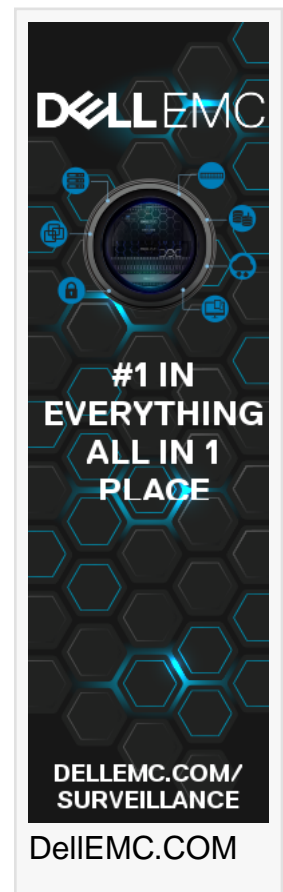 DELLEMC
#1 IN
EVERYTHING
ALL IN 1
PLACE
DELLEMC.COM/
SURVEILLANCE
DellEMC.COM